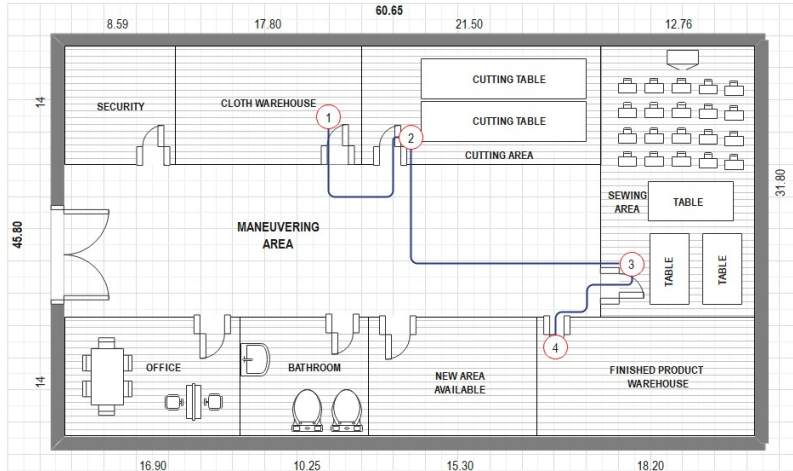 60.65
8.59
17.80
21.50
12.76
14
SECURITY
CLOTH WAREHOUSE
CUTTING TABLE
CUTTING TABLE
CUTTING AREA
1
2
SEWING
AREA
TABLE
31.80
45.80
MANEUVERING
AREA
3
TABLE
TABLE
4
14
OFFICE
BATHROOM
NEW AREA
AVAILABLE
FINISHED PRODUCT
WAREHOUSE
16.90
10.25
15.30
18.20